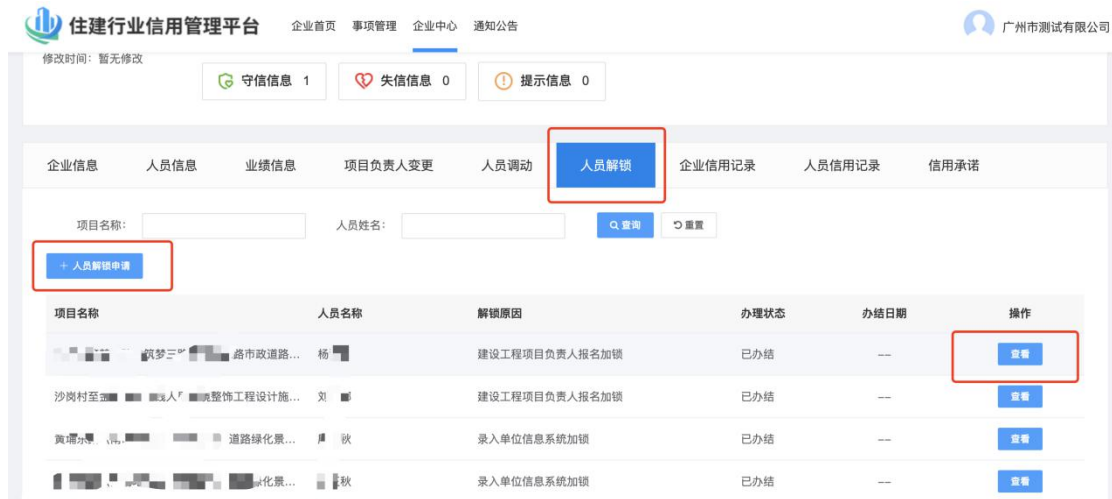 住建行业信用管理平台 企业首页 事项管理 企业中心 通知公告 广州市测试有限公司
修改时间：暂无修改
守信信息 1 失信信息 0 提示信息 0
企业信息 人员信息 业绩信息 项目负责人变更 人员调动 人员解锁 企业信用记录 人员信用记录 信用承诺
项目名称： 人员姓名： 查询 重置
+ 人员解锁申请
项目名称 人员名称 解锁原因 办理状态 办结日期 操作
筑梦三 路市政道路... 杨 建设工程项目负责人报名加锁 已办结 -- 查看
沙岗村至 人 整饰工程设计施... 刘 建设工程项目负责人报名加锁 已办结 -- 查看
黄埔东 道路绿化景... 秋 录入单位信息系统加锁 已办结 -- 查看
化景... 秋 录入单位信息系统加锁 已办结 -- 查看